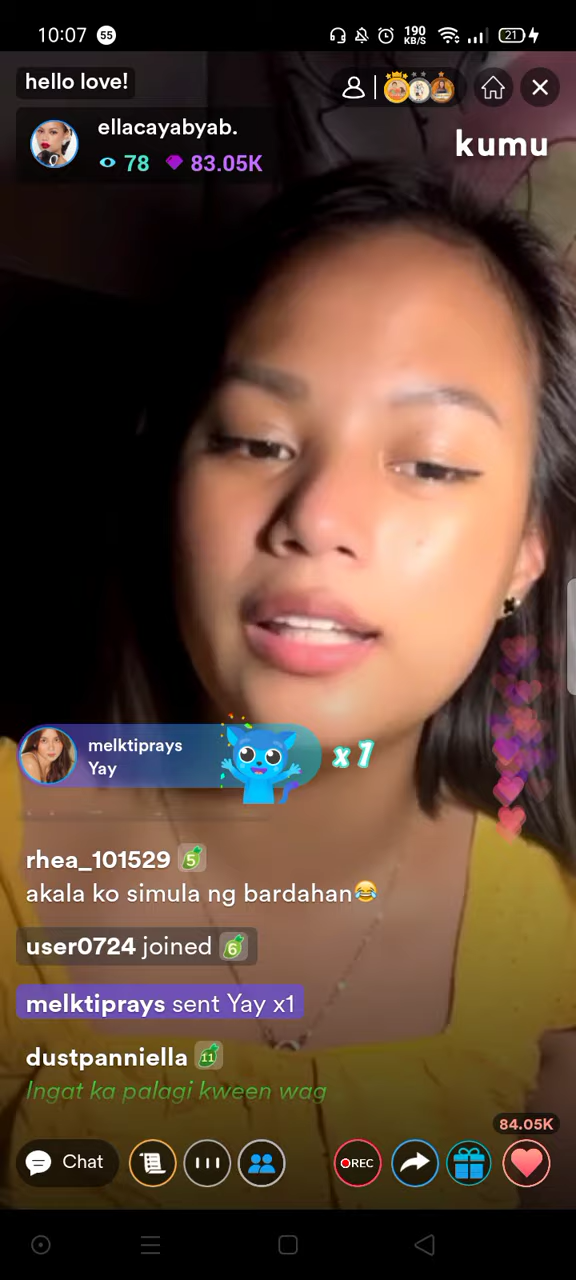 10:07
55
190
KB/S
21
hello love!
ellacayabyab.
78
83.05K
kumu
melktiprays
Yay
x 1
rhea_101529 5
akala ko simula ng bardahan😂
user0724 joined 6
melktiprays sent Yay x1
dustpanniella 11
Ingat ka palagi kween wag
84.05K
Chat
REC